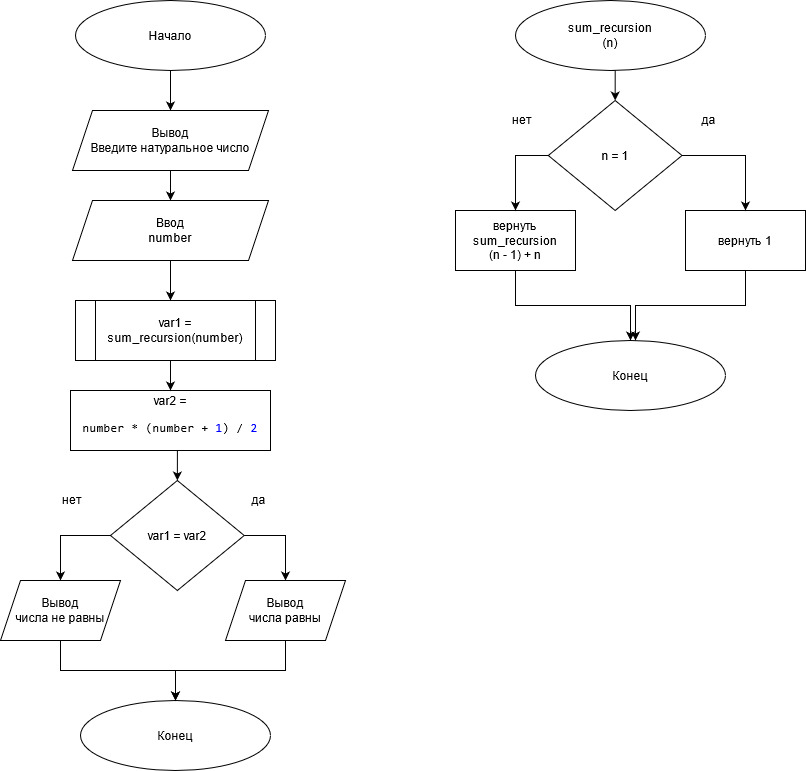 Начало
Вывод
Введите натуральное число
Ввод
number
var1 =
sum_recursion(number)
var2 =
number * (number + 1) / 2
нет
да
var1 = var2
Вывод
числа не равны
Вывод
числа равны
Конец
sum_recursion
(n)
нет
да
n = 1
вернуть
sum_recursion
(n - 1) + n
вернуть 1
Конец